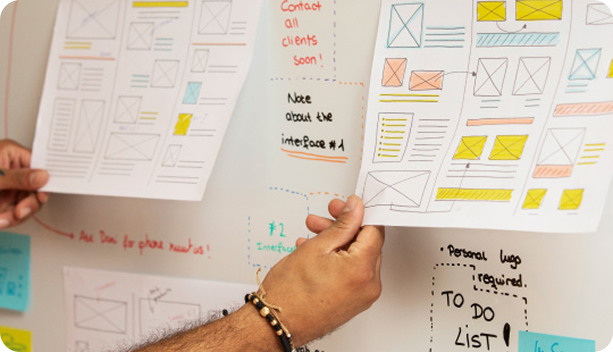 Contact
all
clients
soon!
Note
about the
interface #1
#2
Interface
Ask Dani for phone
• Personal logo
required.
TO DO
LiST!